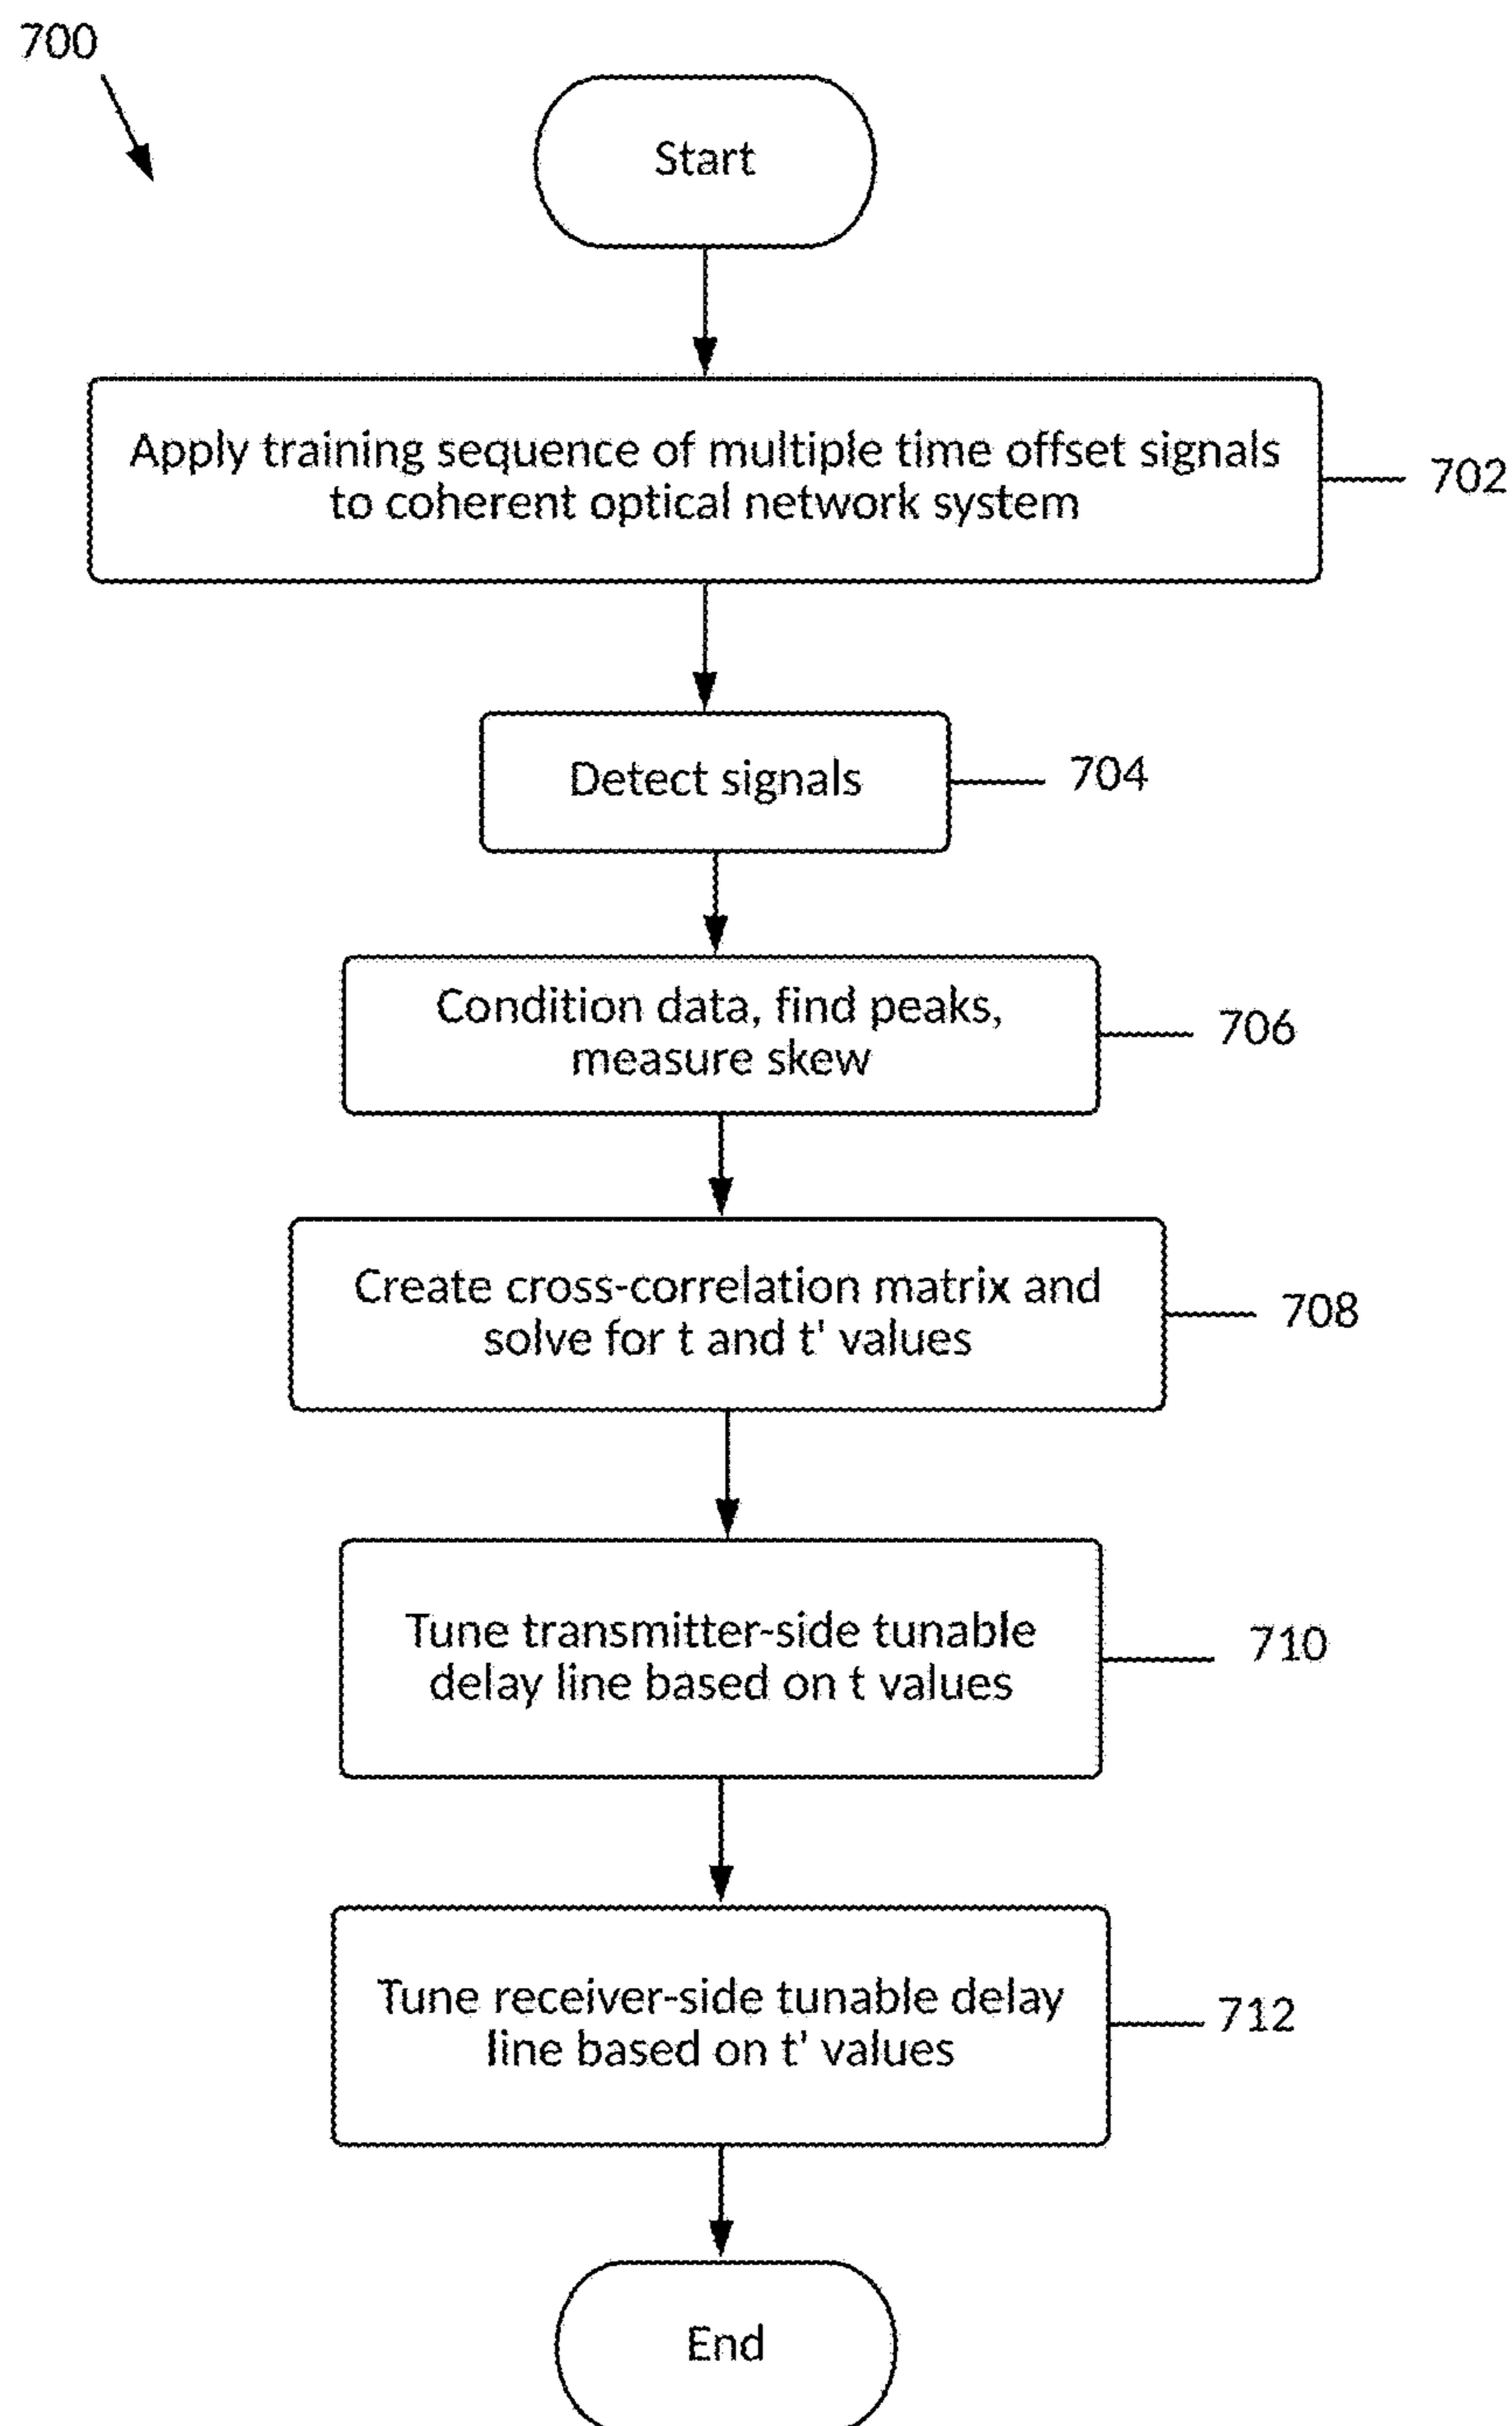 700
Start
Apply training sequence of multiple time offset signals
to coherent optical network system
702
Detect signals
704
Condition data, find peaks,
measure skew
706
Create cross-correlation matrix and
solve for t and t' values
708
Tune transmitter-side tunable
delay line based on t values
710
Tune receiver-side tunable delay
line based on t' values
712
End